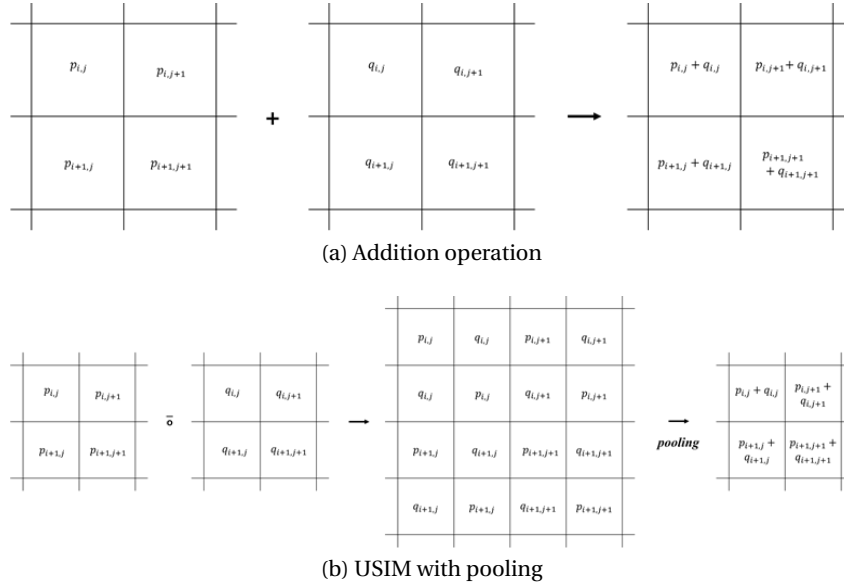 p_{i,j} p_{i,j+1} q_{i,j} q_{i,j+1} p_{i,j} + q_{i,j} p_{i,j+1} + q_{i,j+1}
+ →
p_{i+1,j} p_{i+1,j+1} q_{i+1,j} q_{i+1,j+1} p_{i+1,j} + q_{i+1,j} p_{i+1,j+1}
+ q_{i+1,j+1}
(a) Addition operation
p_{i,j} q_{i,j} p_{i,j+1} q_{i,j+1}
p_{i,j} p_{i,j+1} q_{i,j} q_{i,j+1} q_{i,j} p_{i,j} q_{i,j+1} p_{i,j+1} p_{i,j} + q_{i,j} p_{i,j+1} +
q_{i,j+1}
ō → →
pooling
p_{i+1,j} p_{i+1,j+1} q_{i+1,j} q_{i+1,j+1} p_{i+1,j} q_{i+1,j} p_{i+1,j+1} q_{i+1,j+1} p_{i+1,j} + p_{i+1,j+1} +
q_{i+1,j} q_{i+1,j+1}
q_{i+1,j} p_{i+1,j} q_{i+1,j+1} p_{i+1,j+1}
(b) USIM with pooling